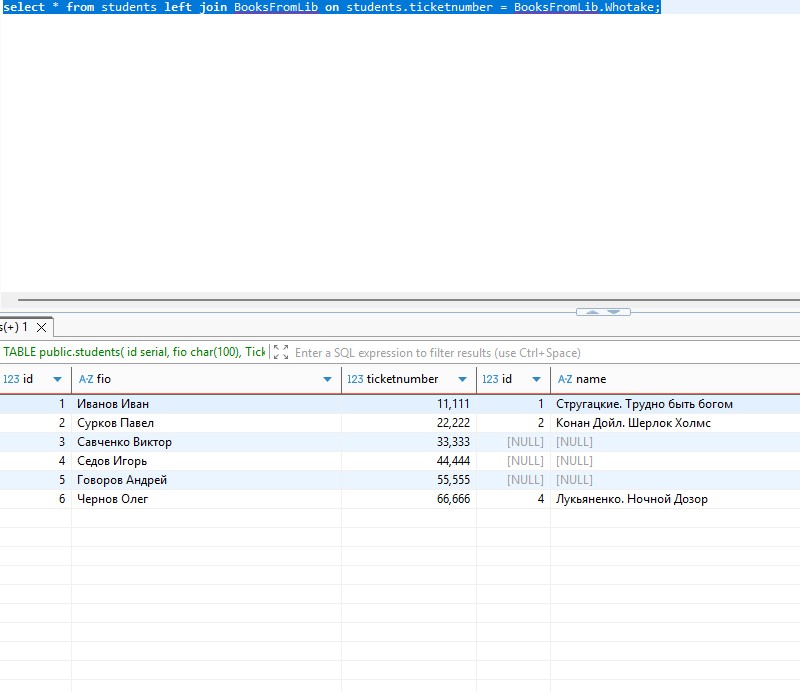 select * from students left join BooksFromLib on students.ticketnumber = BooksFromLib.Whotake;
s(+) 1
TABLE public.students( id serial, fio char(100), Tick
Enter a SQL expression to filter results (use Ctrl+Space)
123 id A-Z fio 123 ticketnumber 123 id A-Z name
1 Иванов Иван 11,111 1 Стругацкие. Трудно быть богом
2 Сурков Павел 22,222 2 Конан Дойл. Шерлок Холмс
3 Савченко Виктор 33,333 [NULL] [NULL]
4 Седов Игорь 44,444 [NULL] [NULL]
5 Говоров Андрей 55,555 [NULL] [NULL]
6 Чернов Олег 66,666 4 Лукьяненко. Ночной Дозор